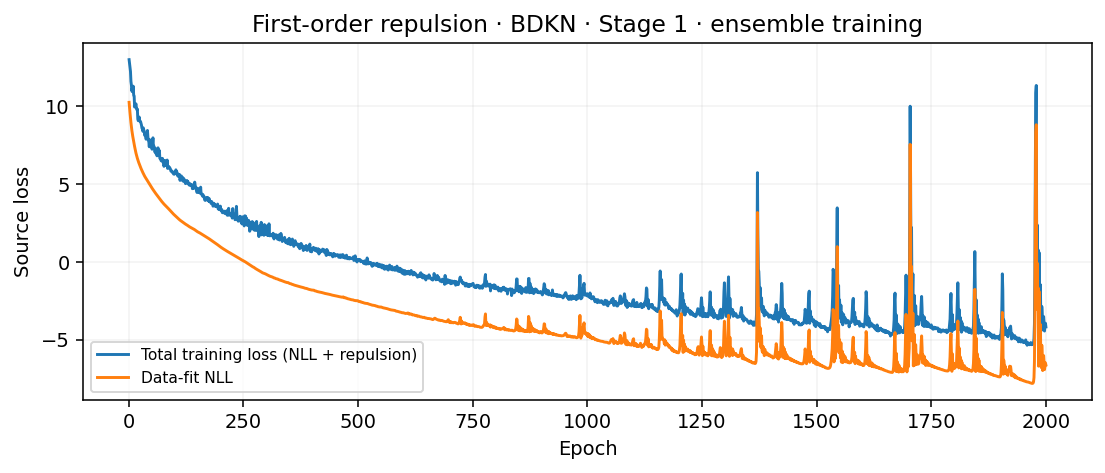 First-order repulsion · BDKN · Stage 1 · ensemble training
Source loss
10
5
0
−5
Total training loss (NLL + repulsion)
Data-fit NLL
0 250 500 750 1000 1250 1500 1750 2000
Epoch